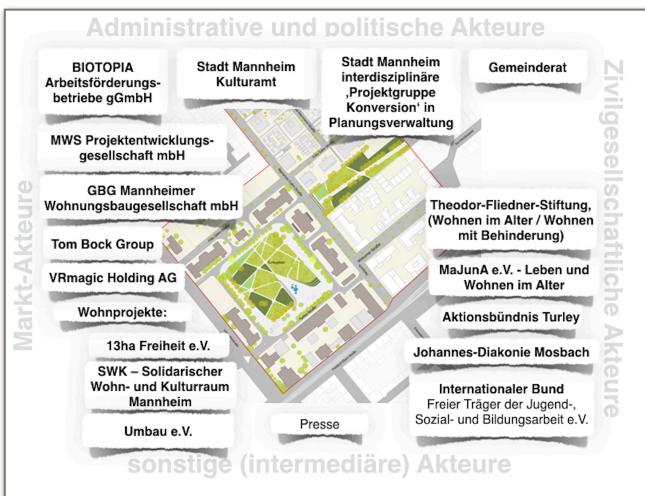 Administrative und politische Akteure
BIOTOPIA
Arbeitsförderungs-
betriebe gGmbH
Stadt Mannheim
Kulturamt
Stadt Mannheim
interdisziplinäre
‚Projektgruppe
Konversion‘ in
Planungsverwaltung
Gemeinderat
MWS Projektentwicklungs-
gesellschaft mbH
GBG Mannheimer
Wohnungsbaugesellschaft mbH
Tom Bock Group
VRmagic Holding AG
Wohnprojekte:
13ha Freiheit e.V.
SWK – Solidarischer
Wohn- und Kulturraum
Mannheim
Umbau e.V.
Markt-Akteure
Zivilgesellschaftliche Akteure
Theodor-Fliedner-Stiftung,
(Wohnen im Alter / Wohnen
mit Behinderung)
MaJunA e.V. - Leben und
Wohnen im Alter
Aktionsbündnis Turley
Johannes-Diakonie Mosbach
Internationaler Bund
Freier Träger der Jugend-,
Sozial- und Bildungsarbeit e.V.
Presse
sonstige (intermediäre) Akteure